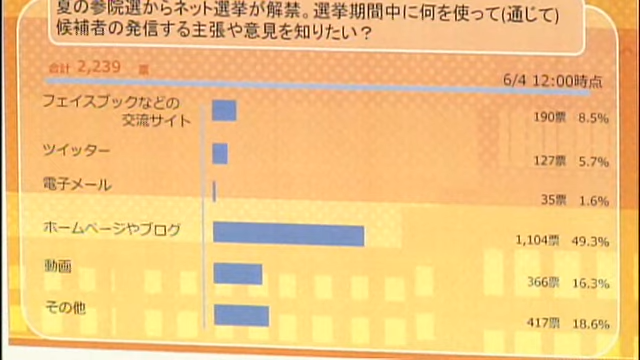 夏の参院選からネット選挙が解禁。選挙期間中に何を使って(通じて)
候補者の発信する主張や意見を知りたい？
合計 2,239 票
6/4 12:00時点
フェイスブックなどの
交流サイト 190票 8.5%
ツイッター 127票 5.7%
電子メール 35票 1.6%
ホームページやブログ 1,104票 49.3%
動画 366票 16.3%
その他 417票 18.6%